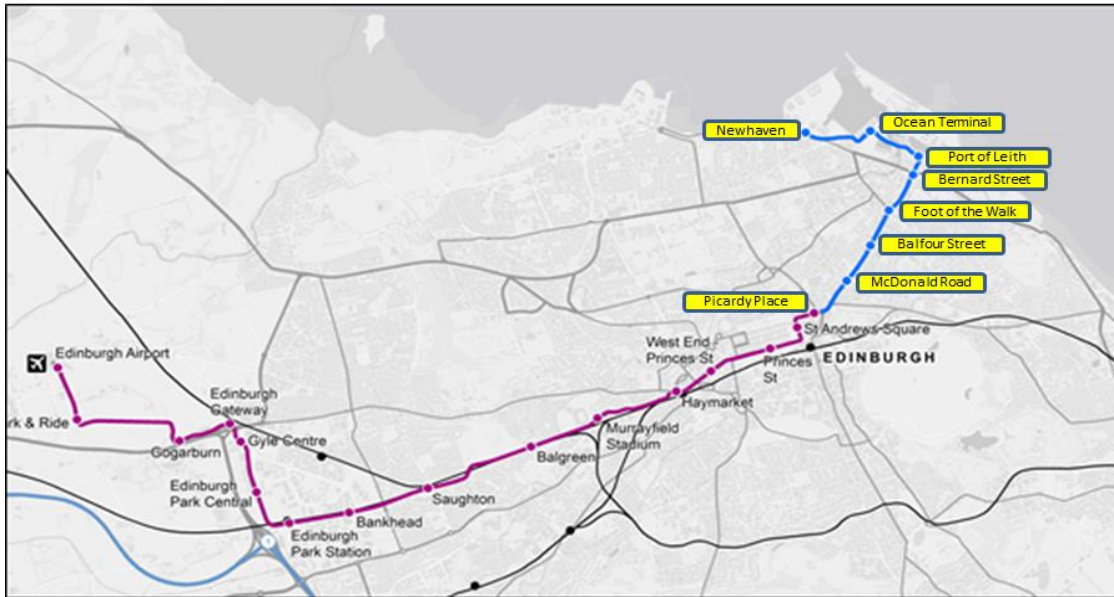 Newhaven
Ocean Terminal
Port of Leith
Bernard Street
Foot of the Walk
Balfour Street
McDonald Road
Picardy Place
St Andrews Square
West End -
Princes St
EDINBURGH
Princes
St
Edinburgh Airport
Haymarket
Edinburgh
Gateway
rk & Ride
Murrayfield
Stadium
Gyle Centre
Gogarburn
Balgreen
Edinburgh
Park Central
Saughton
Bankhead
Edinburgh
Park Station